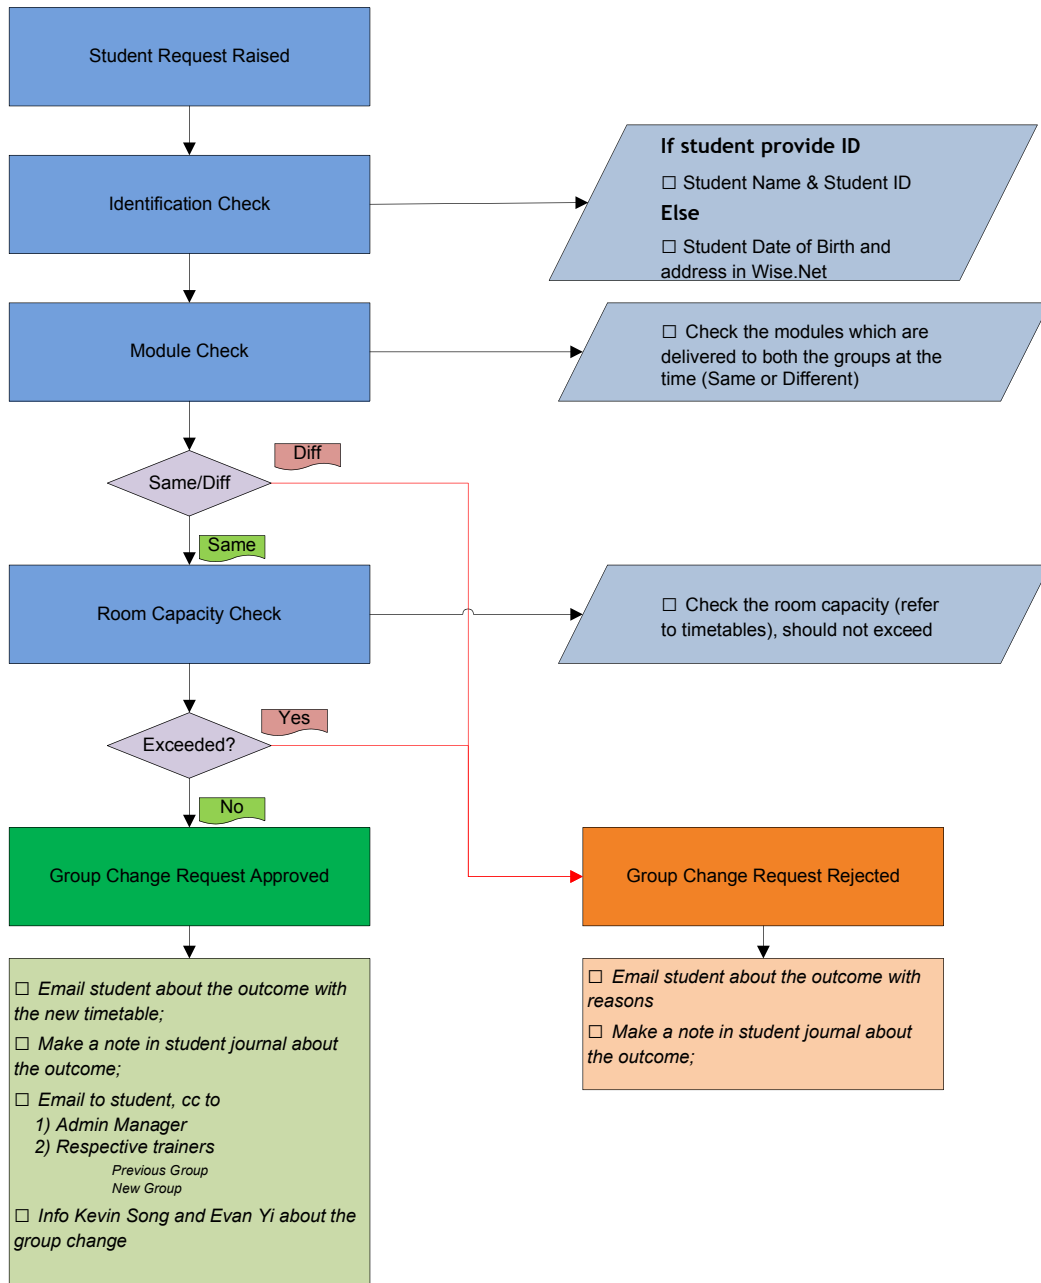 Student Request Raised
Identification Check
If student provide ID
☐ Student Name & Student ID
Else
☐ Student Date of Birth and
address in Wise.Net
Module Check
☐ Check the modules which are
delivered to both the groups at the
time (Same or Different)
Diff
Same/Diff
Same
Room Capacity Check
☐ Check the room capacity (refer
to timetables), should not exceed
Yes
Exceeded?
No
Group Change Request Approved
Group Change Request Rejected
☐ Email student about the outcome with
the new timetable;
☐ Make a note in student journal about
the outcome;
☐ Email to student, cc to
1) Admin Manager
2) Respective trainers
Previous Group
New Group
☐ Info Kevin Song and Evan Yi about the
group change
☐ Email student about the outcome with
reasons
☐ Make a note in student journal about
the outcome;